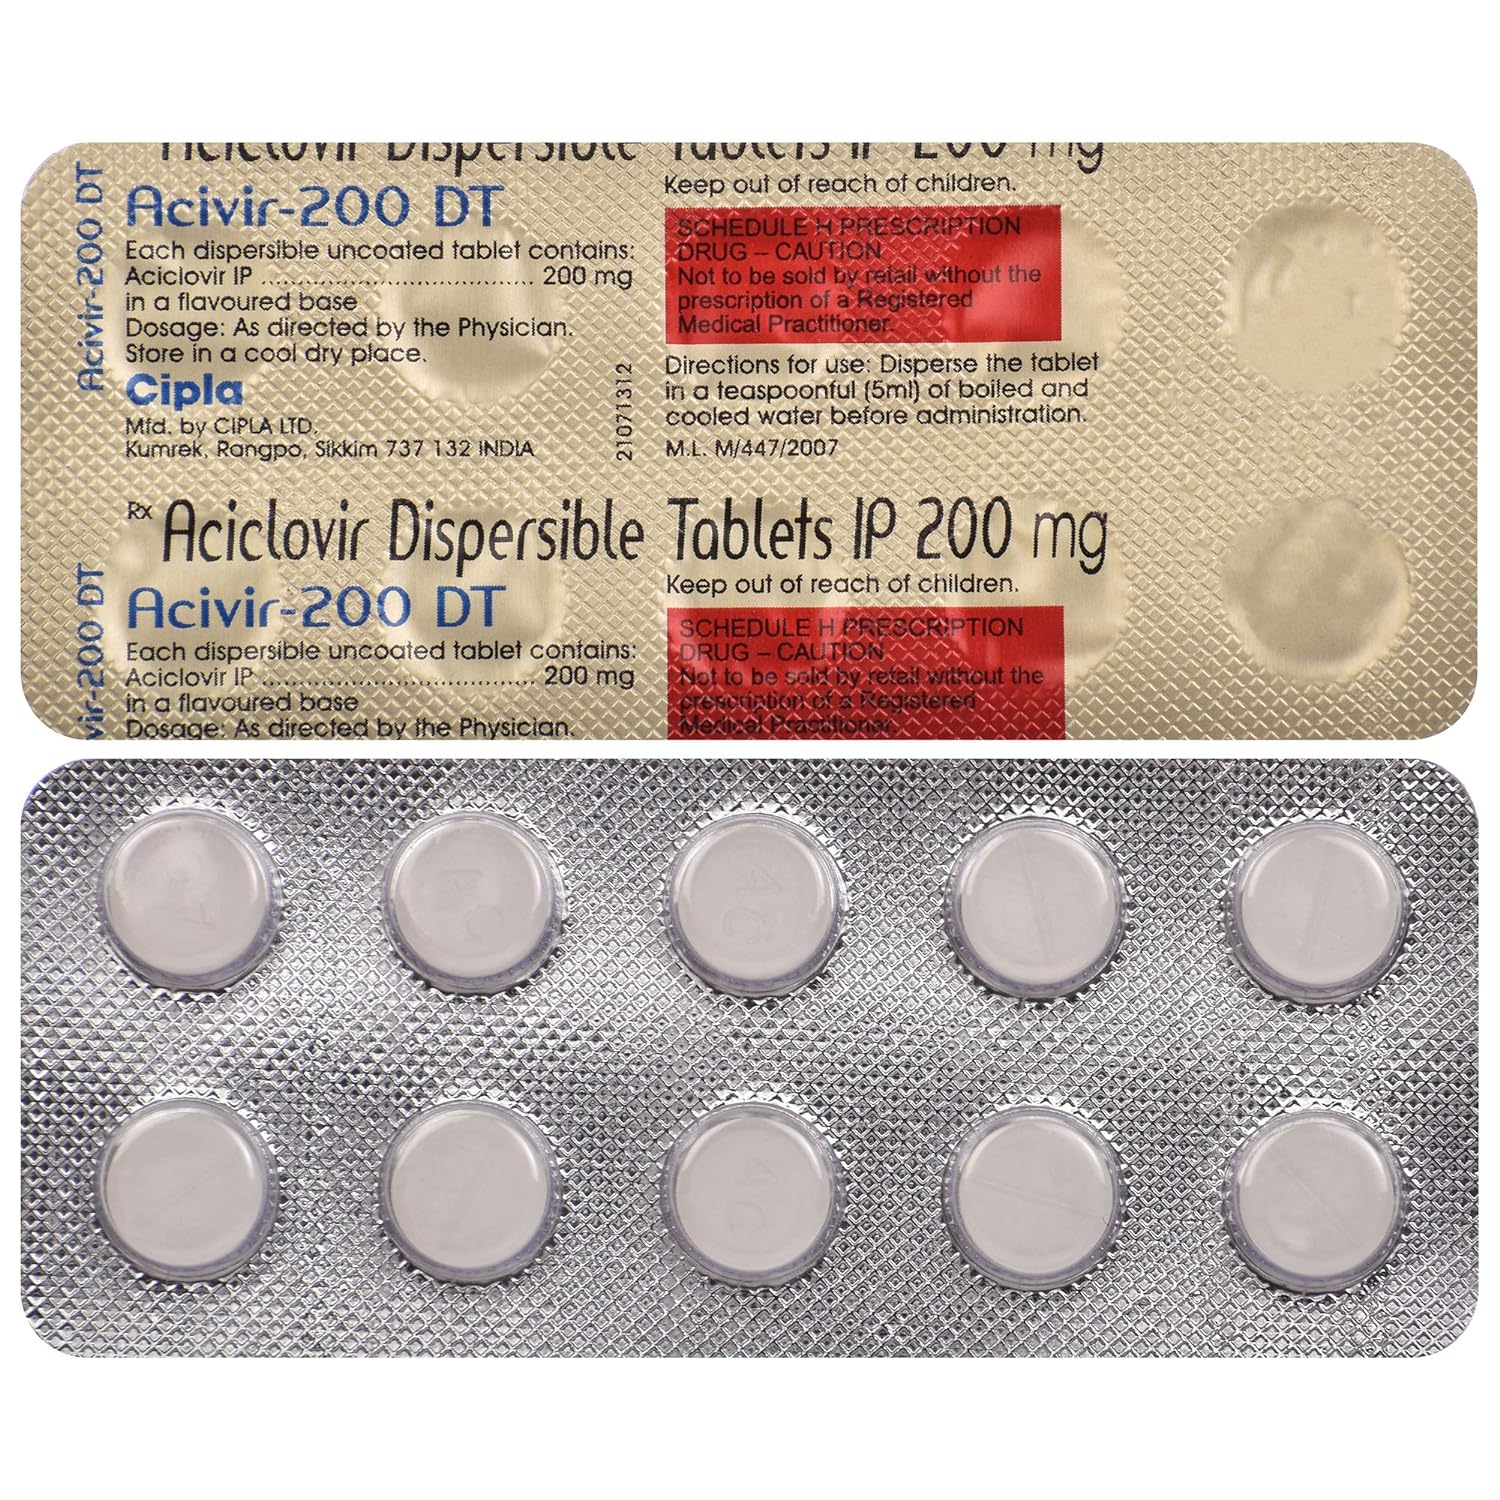 Aciclovir Dispersible Tablets IP 200 mg
Acivir-200 DT
Acivir-200 DT
Each dispersible uncoated tablet contains:
Aciclovir IP .................................. 200 mg
in a flavoured base
Dosage: As directed by the Physician.
Store in a cool dry place.
Cipla
Mfd. by CIPLA LTD.
Kumrek, Rangpo, Sikkim 737 132 INDIA
21071312
Keep out of reach of children.
SCHEDULE H PRESCRIPTION
DRUG – CAUTION
Not to be sold by retail without the
prescription of a Registered
Medical Practitioner.
Directions for use: Disperse the tablet
in a teaspoonful (5ml) of boiled and
cooled water before administration.
M.L. M/447/2007
Rx Aciclovir Dispersible Tablets IP 200 mg
vir-200 DT
Acivir-200 DT
Each dispersible uncoated tablet contains:
Aciclovir IP .................................. 200 mg
in a flavoured base
Dosage: As directed by the Physician.
Keep out of reach of children.
SCHEDULE H PRESCRIPTION
DRUG – CAUTION
Not to be sold by retail without the
prescription of a Registered
Medical Practitioner.